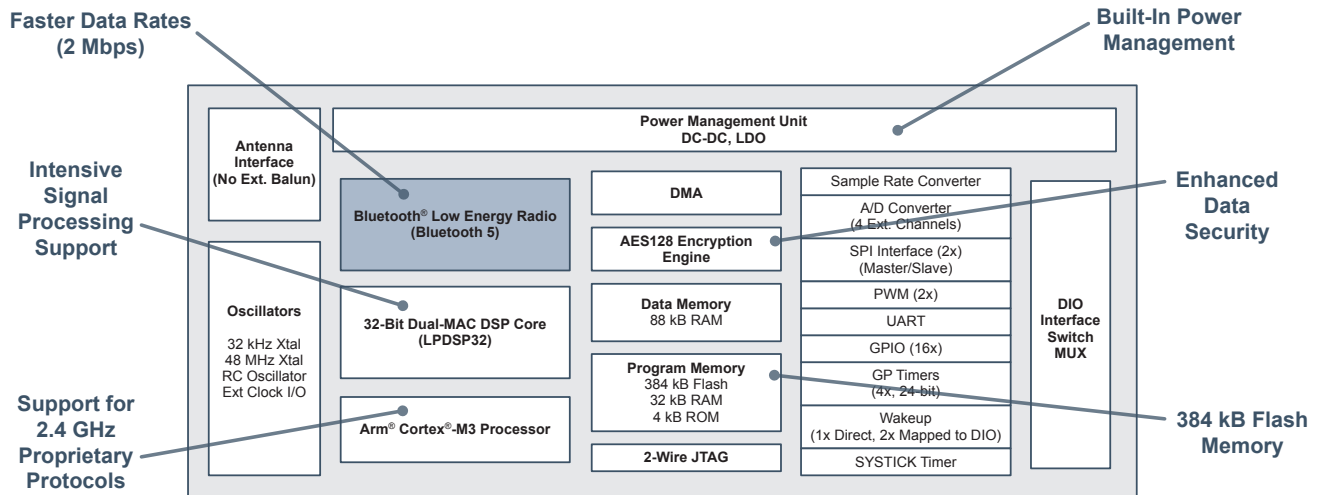 Faster Data Rates
(2 Mbps)
Built-In Power
Management
Antenna
Interface
(No Ext. Balun)
Power Management Unit
DC-DC, LDO
Intensive
Signal
Processing
Support
Bluetooth® Low Energy Radio
(Bluetooth 5)
DMA
AES128 Encryption
Engine
Sample Rate Converter
A/D Converter
(4 Ext. Channels)
SPI Interface (2x)
(Master/Slave)
PWM (2x)
UART
GPIO (16x)
GP Timers
(4x, 24-bit)
Wakeup
(1x Direct, 2x Mapped to DIO)
SYSTICK Timer
Enhanced
Data
Security
Oscillators
32 kHz Xtal
48 MHz Xtal
RC Oscillator
Ext Clock I/O
32-Bit Dual-MAC DSP Core
(LPDSP32)
Data Memory
88 kB RAM
Program Memory
384 kB Flash
32 kB RAM
4 kB ROM
DIO
Interface
Switch
MUX
Support for
2.4 GHz
Proprietary
Protocols
Arm® Cortex®-M3 Processor
2-Wire JTAG
384 kB Flash
Memory